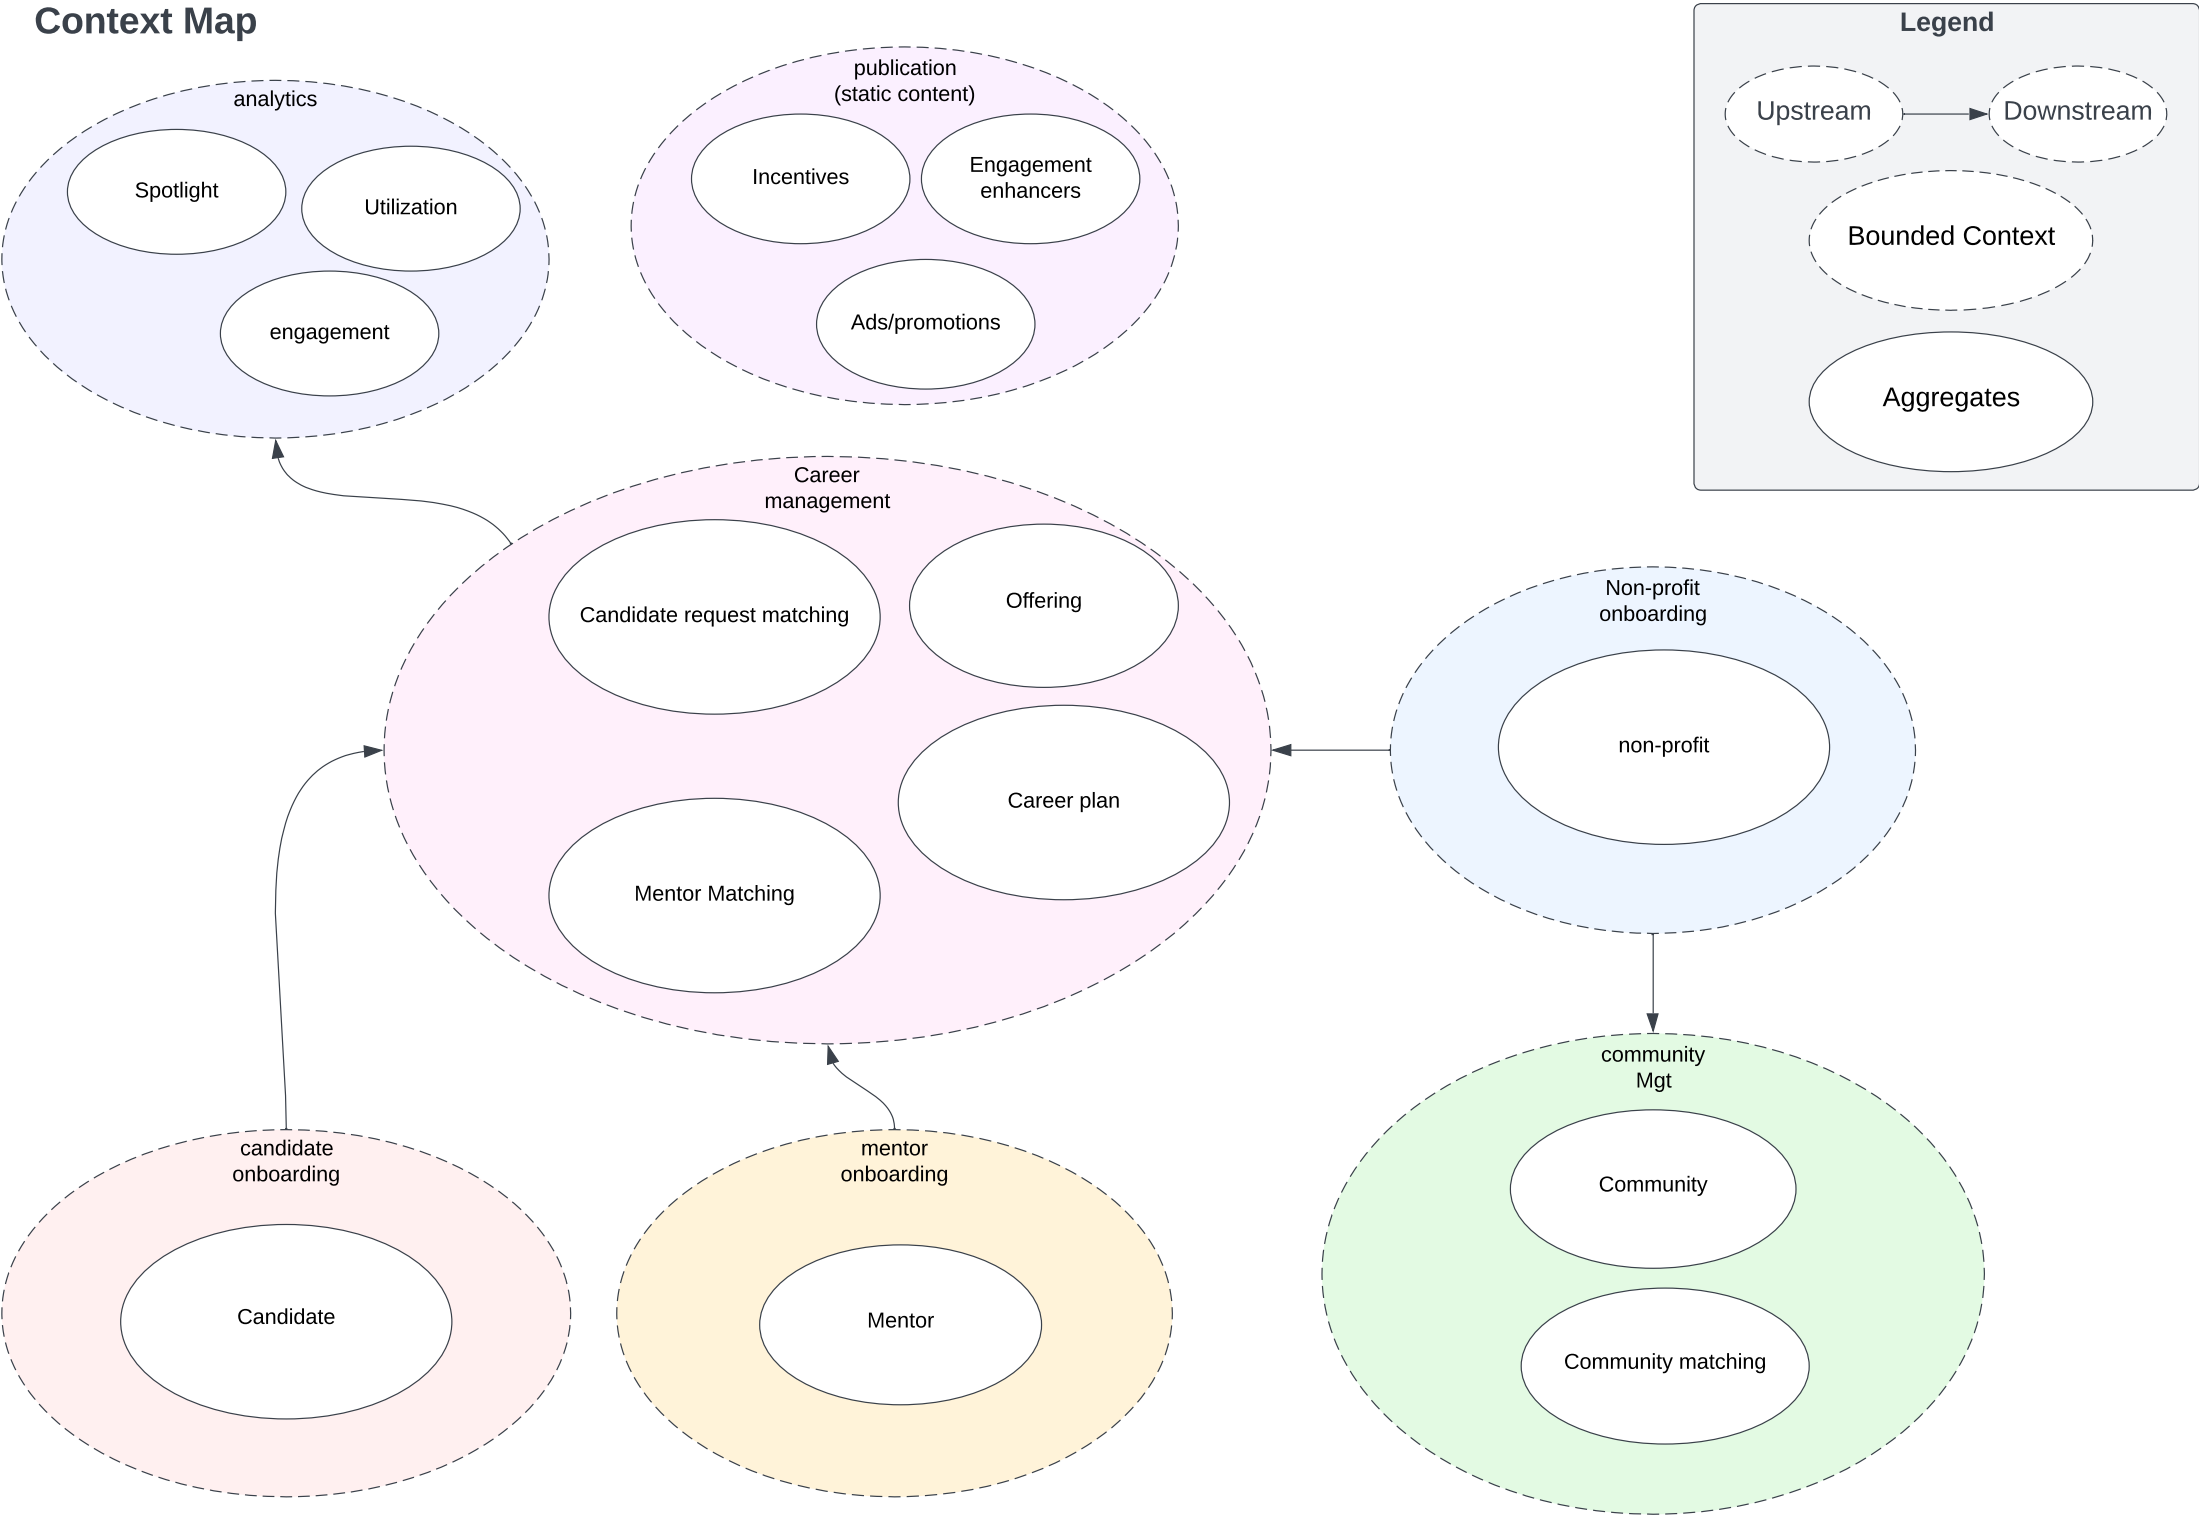 Context Map
Legend
Upstream
Downstream
Bounded Context
Aggregates
analytics
Spotlight
Utilization
engagement
publication
(static content)
Incentives
Engagement
enhancers
Ads/promotions
Career
management
Candidate request matching
Offering
Career plan
Mentor Matching
Non-profit
onboarding
non-profit
candidate
onboarding
Candidate
mentor
onboarding
Mentor
community
Mgt
Community
Community matching